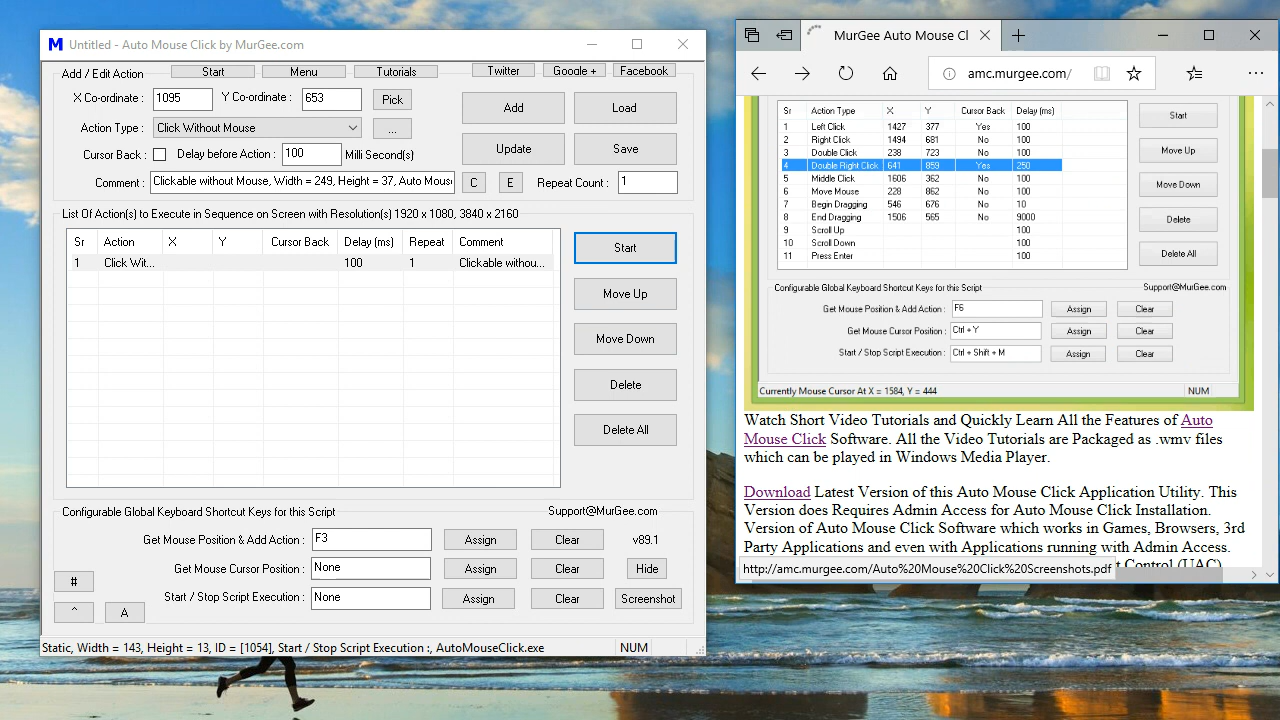 Untitled - Auto Mouse Click by MurGee.com
Add / Edit Action Start Menu Tutorials Twitter Google + Facebook
X Co-ordinate : 1095 Y Co-ordinate : 653 Pick Add Load
Action Type : Click Without Mouse ... Update Save
Cursor Back : Delay before Action : 100 Milli Second(s)
Comment : Clickable without Mouse, Width = 249, Height = 37, Auto Mous C E Repeat Count : 1
List Of Action(s) to Execute in Sequence on Screen with Resolution(s) 1920 x 1080, 3840 x 2160
Sr Action X Y Cursor Back Delay (ms) Repeat Comment
1 Click Wit... 100 1 Clickable withou...
Start
Move Up
Move Down
Delete
Delete All
Configurable Global Keyboard Shortcut Keys for this Script Support@MurGee.com
Get Mouse Position & Add Action : F3 Assign Clear v89.1
Get Mouse Cursor Position : None Assign Clear Hide
Start / Stop Script Execution : None Assign Clear Screenshot
#
^ A
Static, Width = 143, Height = 13, ID = [1054], Start / Stop Script Execution :, AutoMouseClick.exe NUM
MurGee Auto Mouse Cl
amc.murgee.com/
Sr Action Type X Y Cursor Back Delay (ms)
1 Left Click 1427 377 Yes 100
2 Right Click 1494 681 No 100
3 Double Click 238 723 No 100
4 Double Right Click 641 859 Yes 250
5 Middle Click 1606 362 No 100
6 Move Mouse 228 862 No 100
7 Begin Dragging 546 676 No 10
8 End Dragging 1506 565 No 9000
9 Scroll Up 100
10 Scroll Down 100
11 Press Enter 100
Start
Move Up
Move Down
Delete
Delete All
Configurable Global Keyboard Shortcut Keys for this Script Support@MurGee.com
Get Mouse Position & Add Action : F6 Assign Clear
Get Mouse Cursor Position : Ctrl + Y Assign Clear
Start / Stop Script Execution : Ctrl + Shift + M Assign Clear
Currently Mouse Cursor At X = 1584, Y = 444 NUM
Watch Short Video Tutorials and Quickly Learn All the Features of Auto
Mouse Click Software. All the Video Tutorials are Packaged as .wmv files
which can be played in Windows Media Player.
Download Latest Version of this Auto Mouse Click Application Utility. This
Version does Requires Admin Access for Auto Mouse Click Installation.
Version of Auto Mouse Click Software which works in Games, Browsers, 3rd
Party Applications and even with Applications running with Admin Access.
Control (UAC)
http://amc.murgee.com/Auto%20Mouse%20Click%20Screenshots.pdf